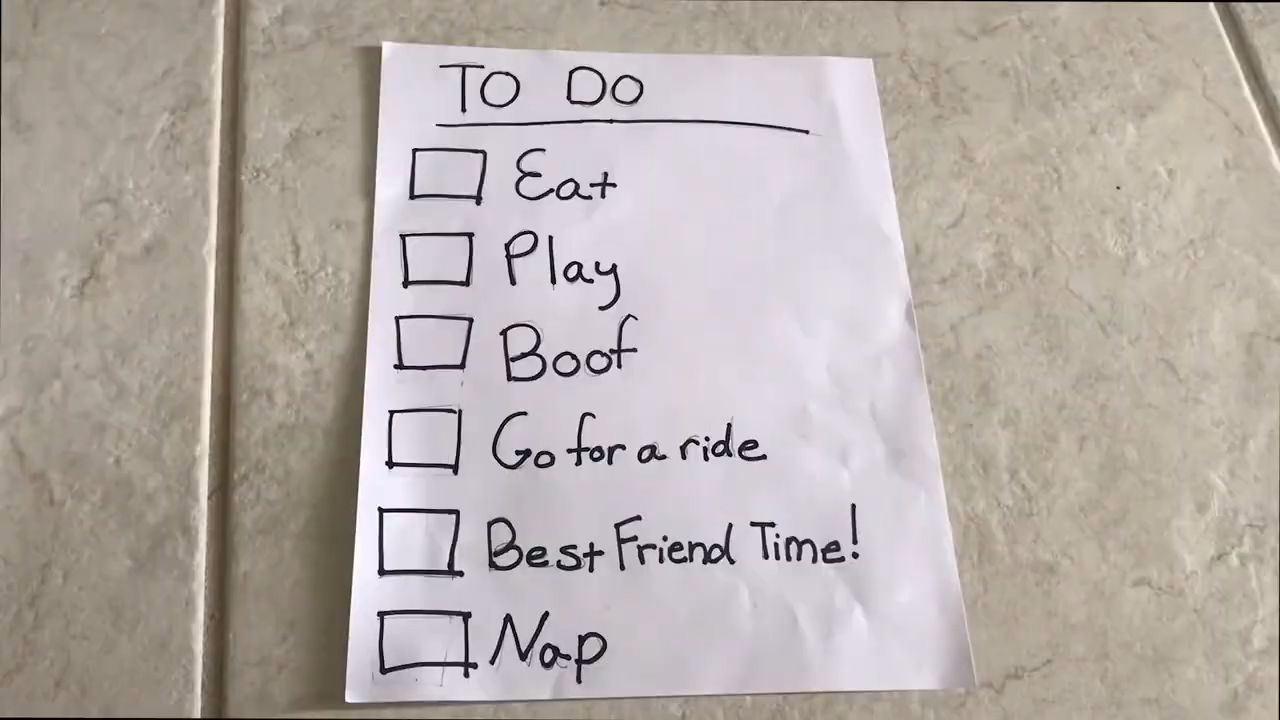 TO DO
Eat
Play
Boof
Go for a ride
Best Friend Time!
Nap